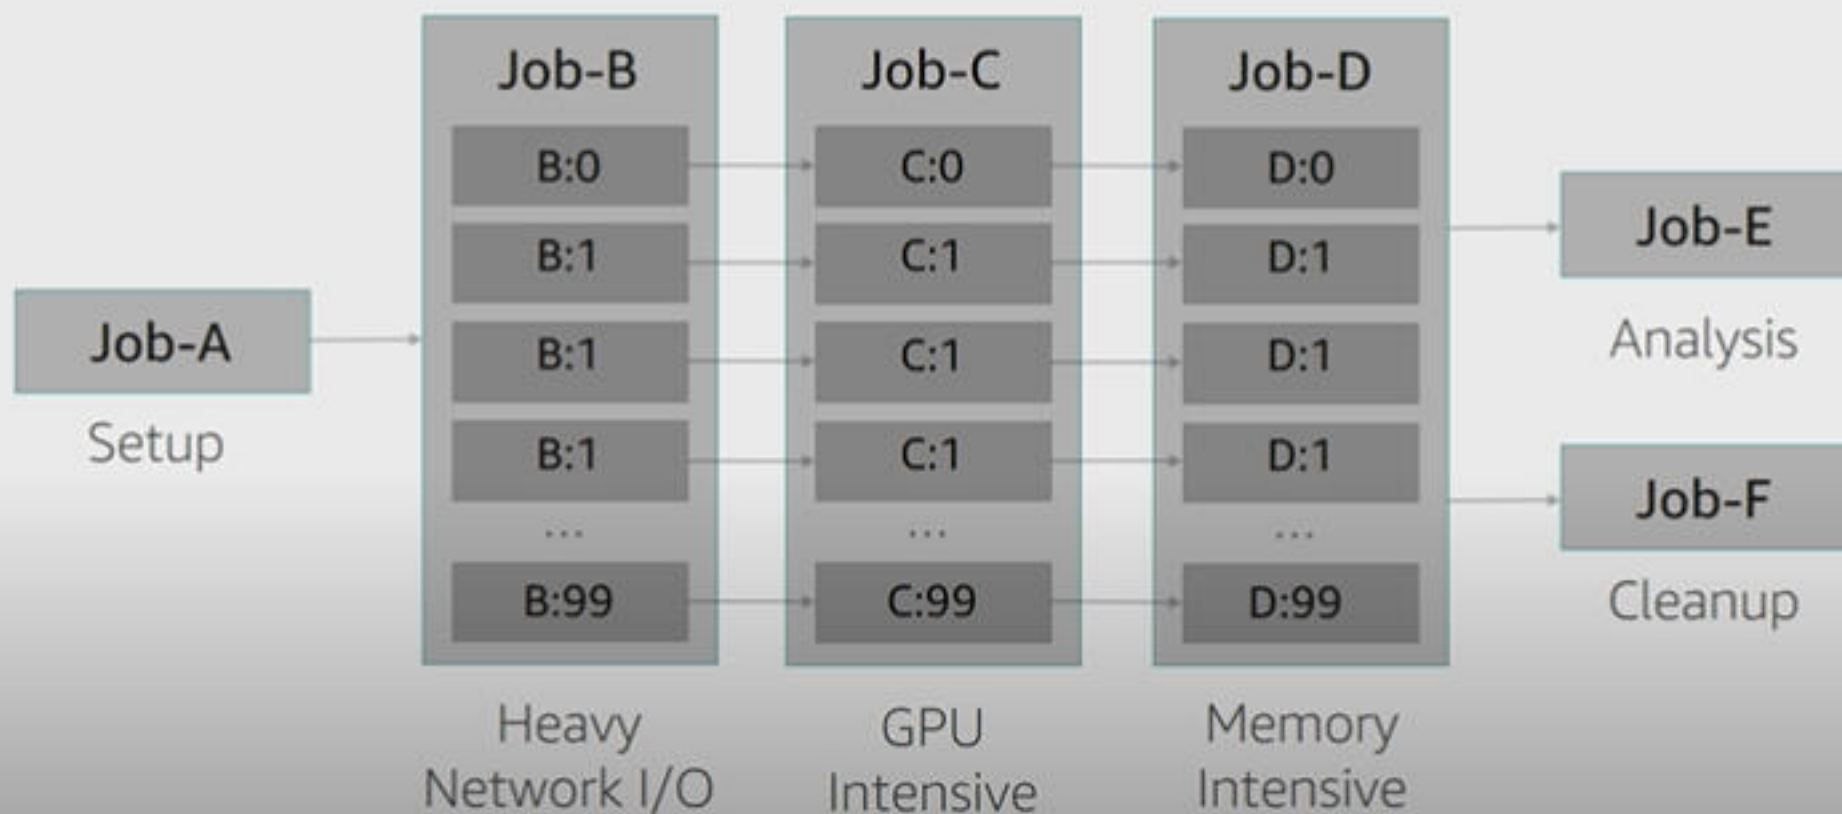 Job-A
Setup
Job-B
B:0
B:1
B:1
B:1
...
B:99
Heavy
Network I/O
Job-C
C:0
C:1
C:1
C:1
...
C:99
GPU
Intensive
Job-D
D:0
D:1
D:1
D:1
...
D:99
Memory
Intensive
Job-E
Analysis
Job-F
Cleanup